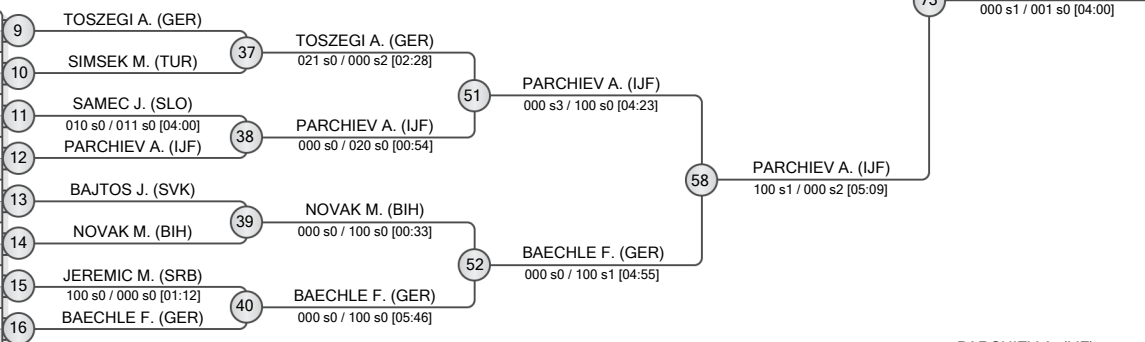 73
000 s1 / 001 s0 [04:00]
9
TOSZEGI A. (GER)
37
TOSZEGI A. (GER)
021 s0 / 000 s2 [02:28]
10
SIMSEK M. (TUR)
51
PARCHIEV A. (IJF)
000 s3 / 100 s0 [04:23]
11
SAMEC J. (SLO)
010 s0 / 011 s0 [04:00]
38
PARCHIEV A. (IJF)
000 s0 / 020 s0 [00:54]
12
PARCHIEV A. (IJF)
58
PARCHIEV A. (IJF)
100 s1 / 000 s2 [05:09]
13
BAJTOS J. (SVK)
39
NOVAK M. (BIH)
000 s0 / 100 s0 [00:33]
14
NOVAK M. (BIH)
52
BAECHLE F. (GER)
000 s0 / 100 s1 [04:55]
15
JEREMIC M. (SRB)
100 s0 / 000 s0 [01:12]
40
BAECHLE F. (GER)
000 s0 / 100 s0 [05:46]
16
BAECHLE F. (GER)